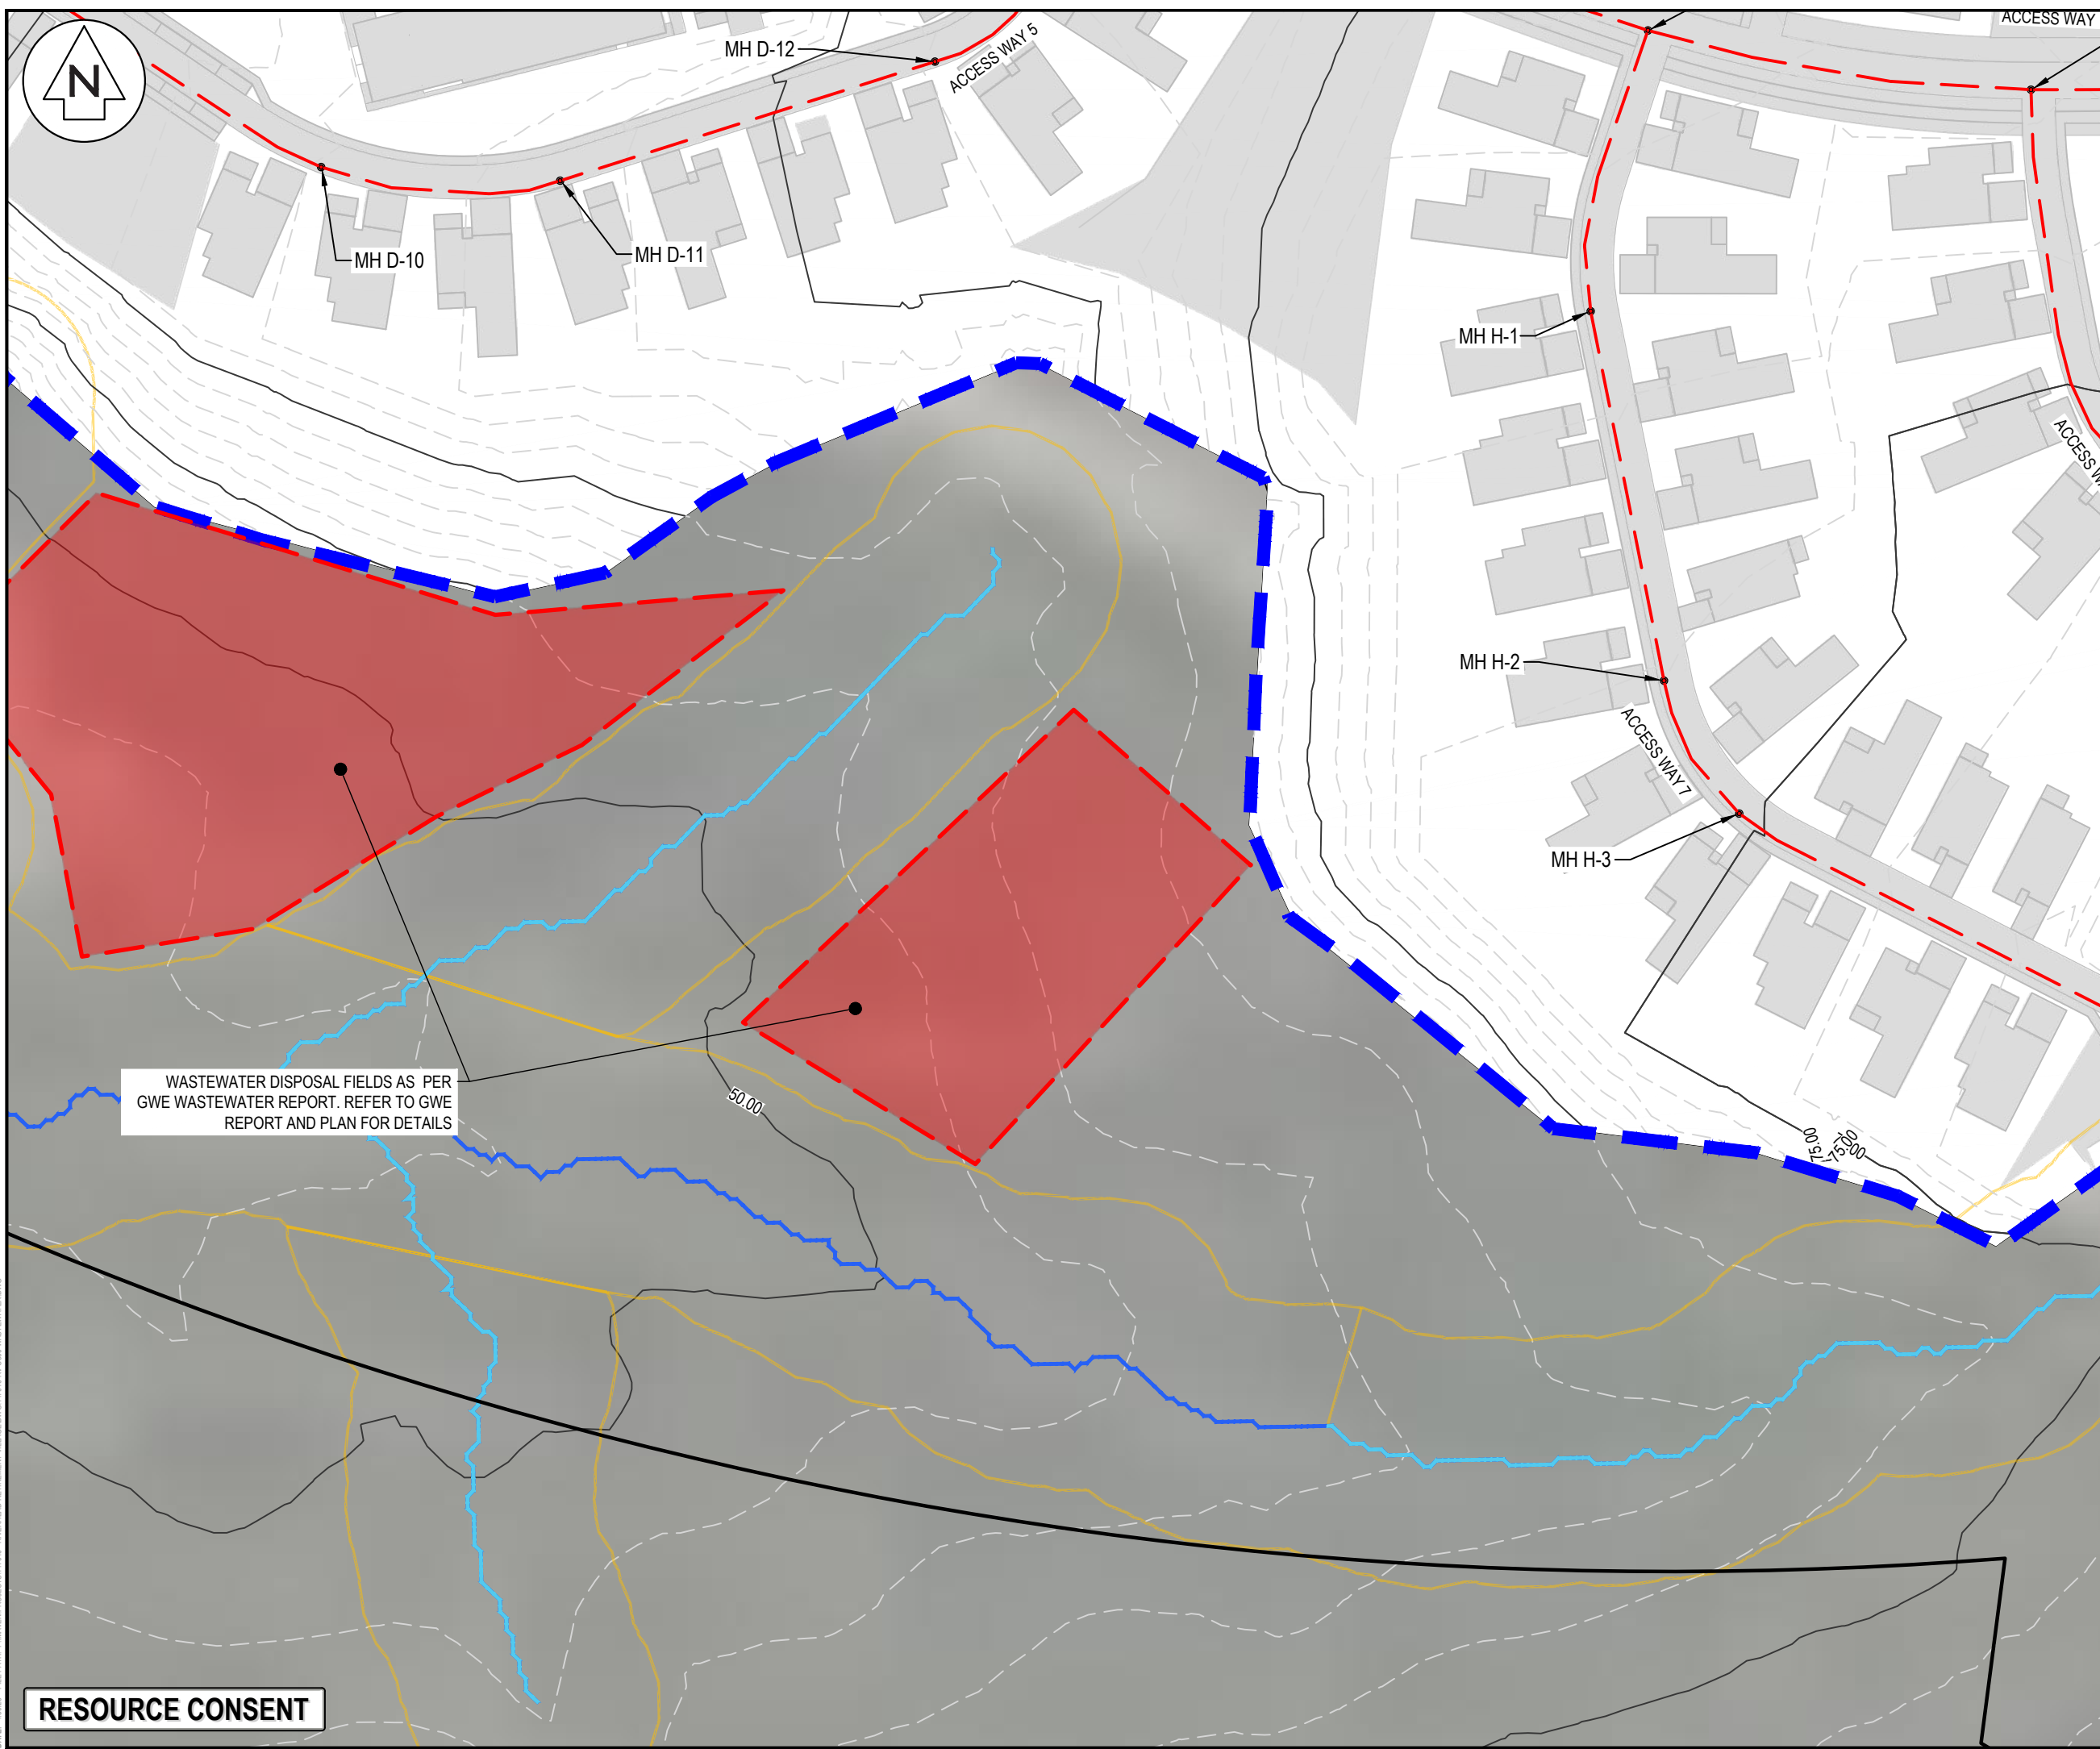 N
ACCESS WAY
MH D-12
ACCESS WAY 5
MH D-10
MH D-11
MH H-1
MH H-2
ACCESS WAY 7
MH H-3
WASTEWATER DISPOSAL FIELDS AS PER
GWE WASTEWATER REPORT. REFER TO GWE
REPORT AND PLAN FOR DETAILS
50.00
75.00
RESOURCE CONSENT